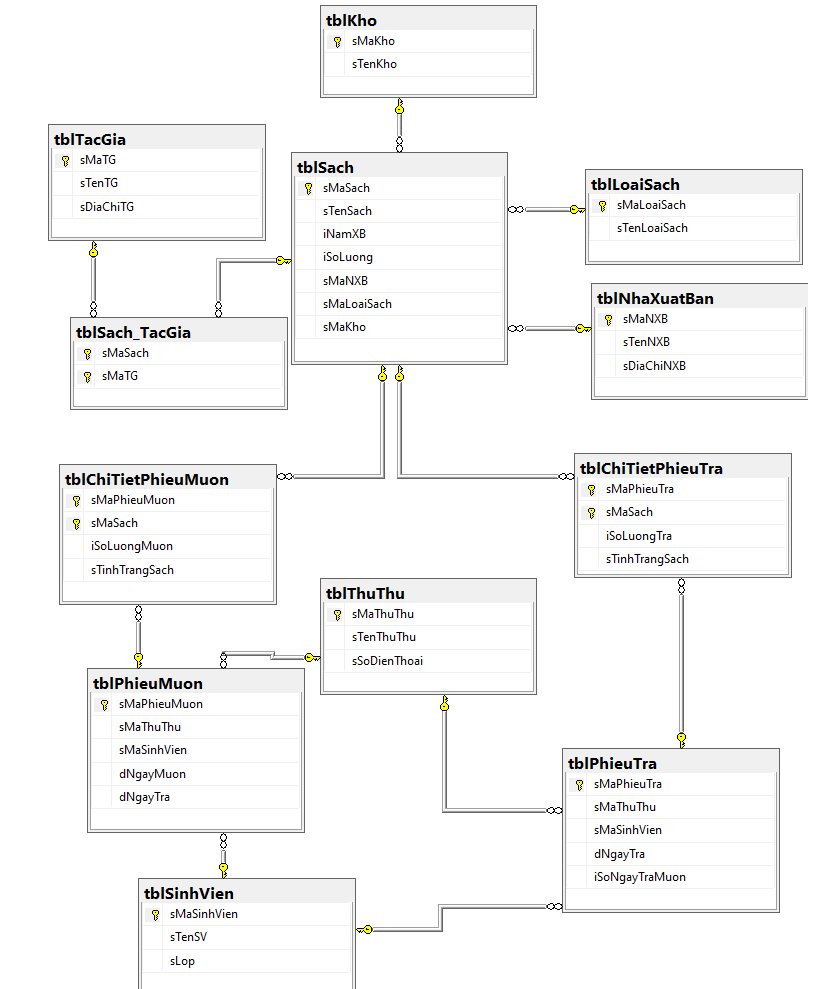 tblKho
sMaKho
sTenKho
tblTacGia
sMaTG
sTenTG
sDiaChiTG
tblSach
sMaSach
sTenSach
iNamXB
iSoLuong
sMaNXB
sMaLoaiSach
sMaKho
tblLoaiSach
sMaLoaiSach
sTenLoaiSach
tblNhaXuatBan
sMaNXB
sTenNXB
sDiaChiNXB
tblSach_TacGia
sMaSach
sMaTG
tblChiTietPhieuMuon
sMaPhieuMuon
sMaSach
iSoLuongMuon
sTinhTrangSach
tblChiTietPhieuTra
sMaPhieuTra
sMaSach
iSoLuongTra
sTinhTrangSach
tblThuThu
sMaThuThu
sTenThuThu
sSoDienThoai
tblPhieuMuon
sMaPhieuMuon
sMaThuThu
sMaSinhVien
dNgayMuon
dNgayTra
tblPhieuTra
sMaPhieuTra
sMaThuThu
sMaSinhVien
dNgayTra
iSoNgayTraMuon
tblSinhVien
sMaSinhVien
sTenSV
sLop